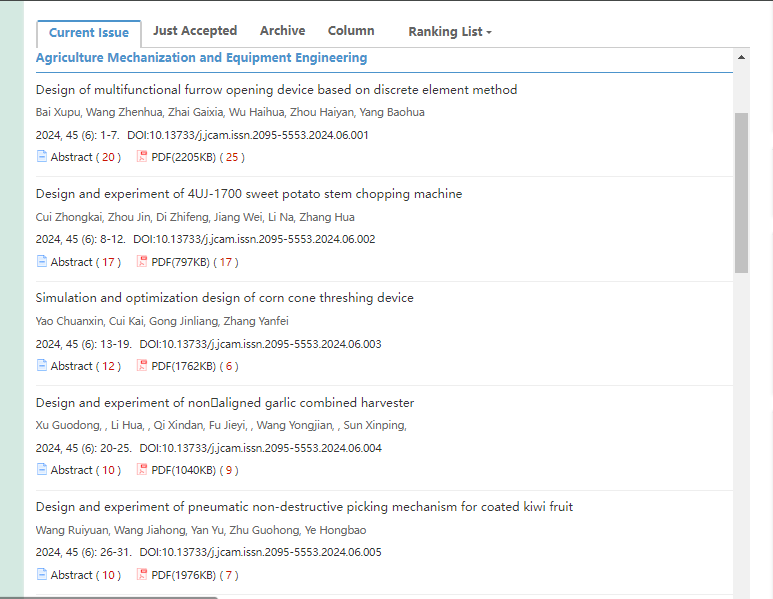 Current Issue
Just Accepted
Archive
Column
Ranking List
Agriculture Mechanization and Equipment Engineering
Design of multifunctional furrow opening device based on discrete element method
Bai Xupu, Wang Zhenhua, Zhai Gaixia, Wu Haihua, Zhou Haiyan, Yang Baohua
2024, 45 (6): 1-7. DOI:10.13733/j.jcam.issn.2095-5553.2024.06.001
Abstract ( 20 ) PDF(2205KB) ( 25 )
Design and experiment of 4UJ-1700 sweet potato stem chopping machine
Cui Zhongkai, Zhou Jin, Di Zhifeng, Jiang Wei, Li Na, Zhang Hua
2024, 45 (6): 8-12. DOI:10.13733/j.jcam.issn.2095-5553.2024.06.002
Abstract ( 17 ) PDF(797KB) ( 17 )
Simulation and optimization design of corn cone threshing device
Yao Chuanxin, Cui Kai, Gong Jinliang, Zhang Yanfei
2024, 45 (6): 13-19. DOI:10.13733/j.jcam.issn.2095-5553.2024.06.003
Abstract ( 12 ) PDF(1762KB) ( 6 )
Design and experiment of non▯aligned garlic combined harvester
Xu Guodong, , Li Hua, , Qi Xindan, Fu Jieyi, , Wang Yongjian, , Sun Xinping,
2024, 45 (6): 20-25. DOI:10.13733/j.jcam.issn.2095-5553.2024.06.004
Abstract ( 10 ) PDF(1040KB) ( 9 )
Design and experiment of pneumatic non-destructive picking mechanism for coated kiwi fruit
Wang Ruiyuan, Wang Jiahong, Yan Yu, Zhu Guohong, Ye Hongbao
2024, 45 (6): 26-31. DOI:10.13733/j.jcam.issn.2095-5553.2024.06.005
Abstract ( 10 ) PDF(1976KB) ( 7 )